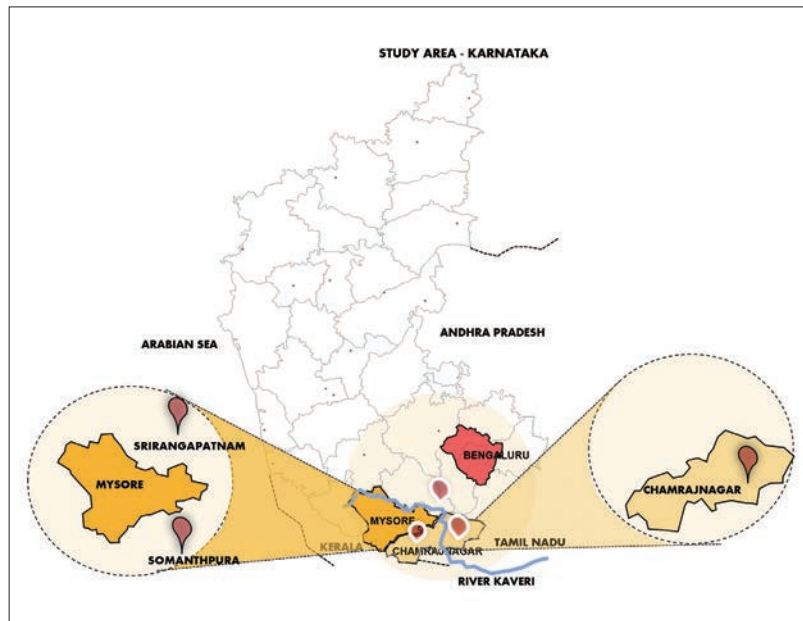 STUDY AREA - KARNATAKA
ANDHRA PRADESH
ARABIAN SEA
SRIRANGAPATNAM
BENGALURU
MYSORE
CHAMRAJNAGAR
MYSORE
KERALA
TAMIL NADU
CHAMRAJNAGAR
SOMANTHPURA
RIVER KAVERI